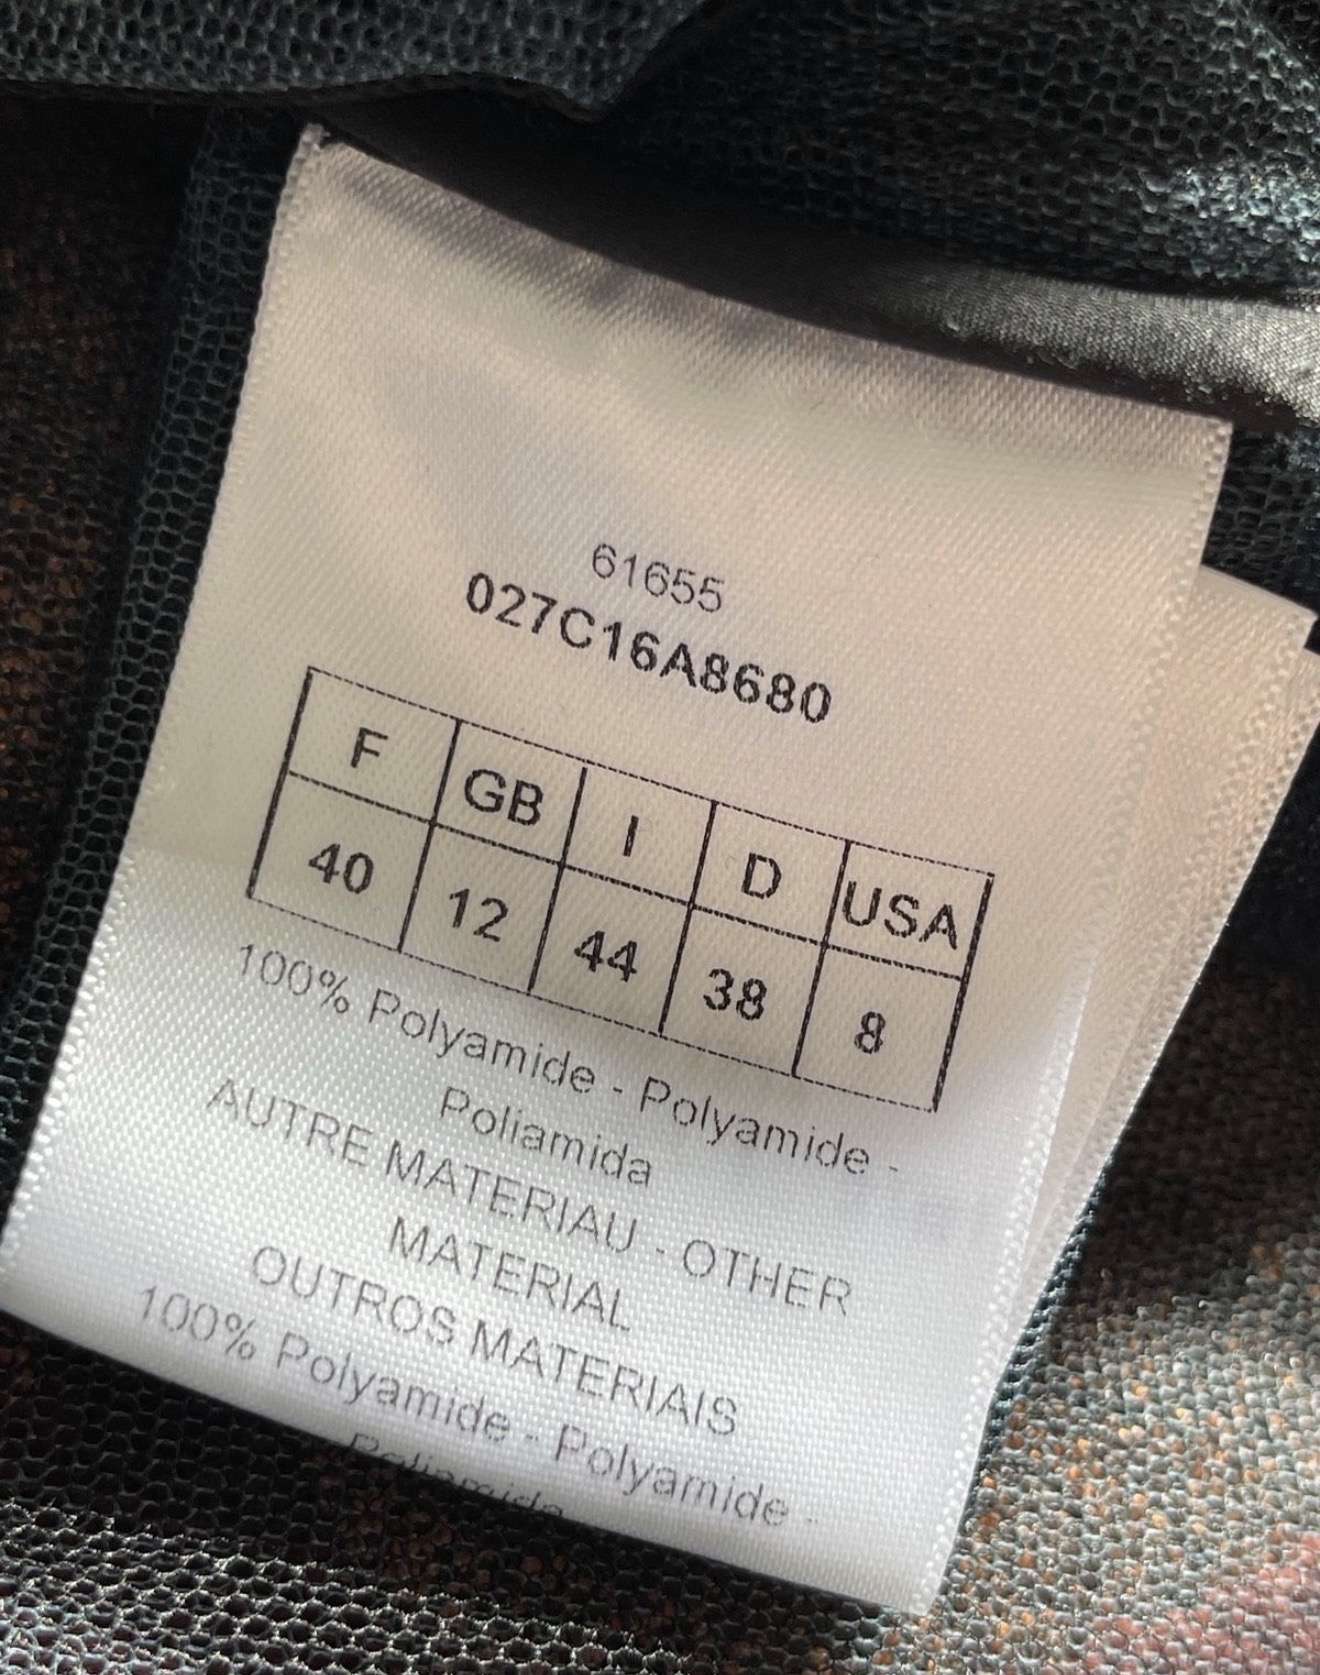 61655
027C16A8680
F GB I D USA
40 12 44 38 8
100% Polyamide - Polyamide -
Poliamida
AUTRE MATERIAU - OTHER
MATERIAL
OUTROS MATERIAIS
100% Polyamide - Polyamide -
Poliamida